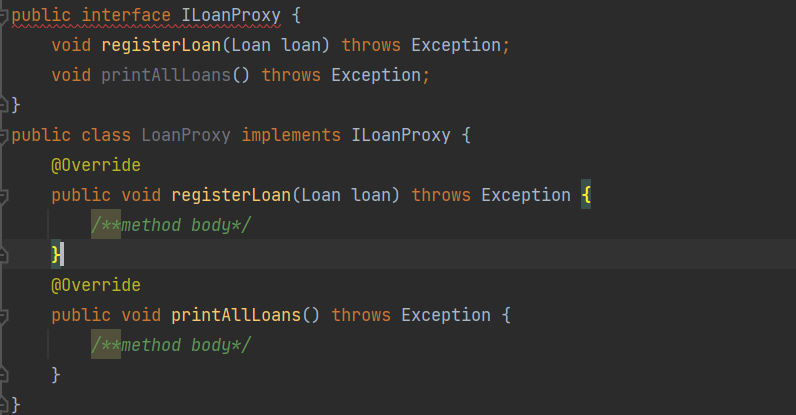 public interface ILoanProxy {
    void registerLoan(Loan loan) throws Exception;
    void printAllLoans() throws Exception;
}
public class LoanProxy implements ILoanProxy {
    @Override
    public void registerLoan(Loan loan) throws Exception {
        /**method body*/
    }
    @Override
    public void printAllLoans() throws Exception {
        /**method body*/
    }
}